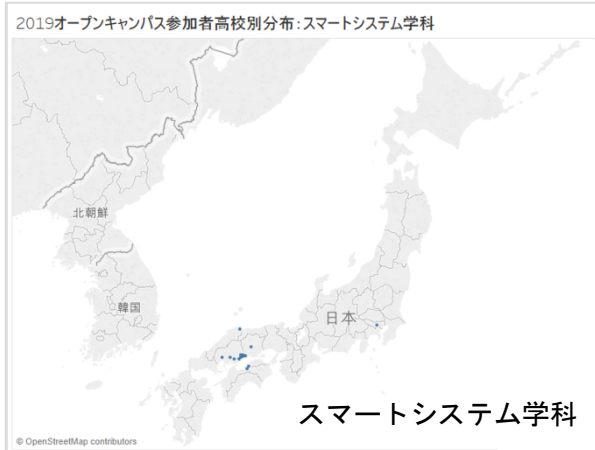 2019オープンキャンパス参加者高校別分布:スマートシステム学科
北朝鮮
韓国
日本
スマートシステム学科
© OpenStreetMap contributors